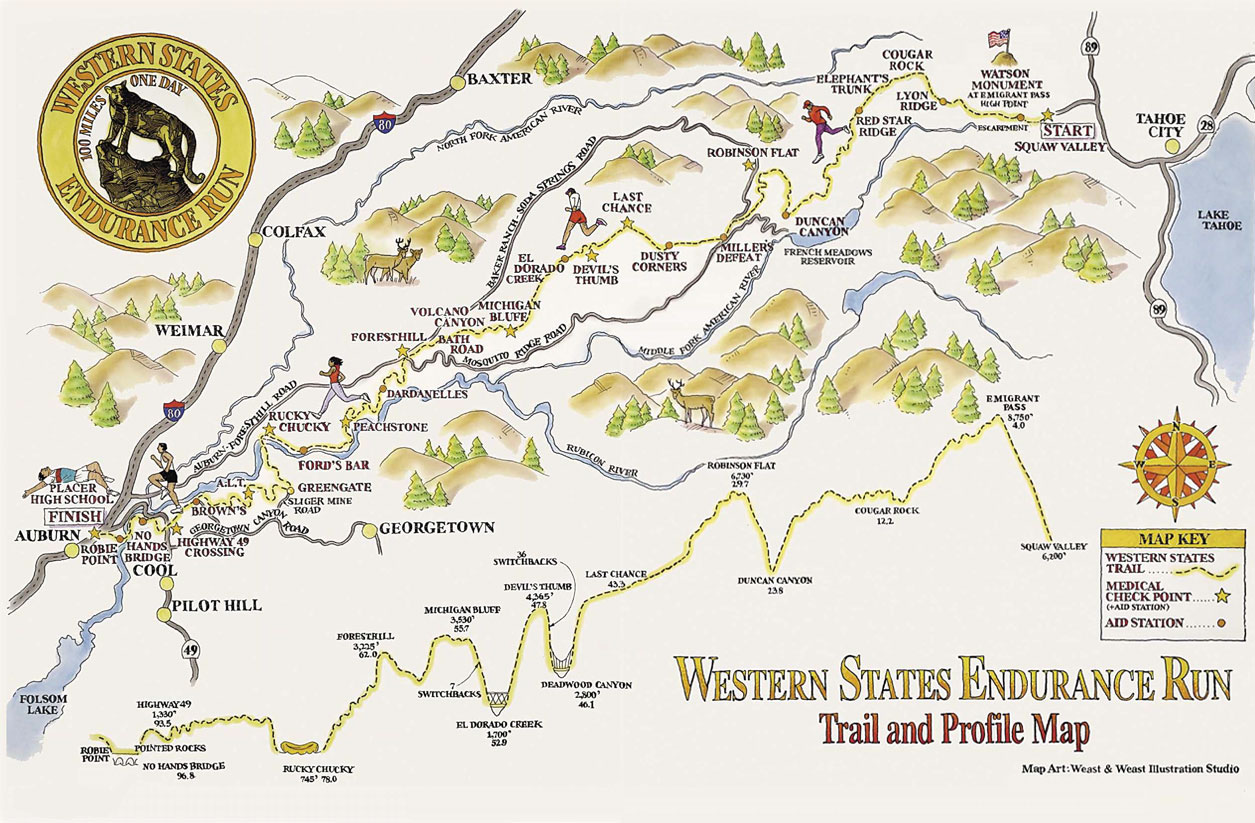 WESTERN STATES
100 MILES
ONE DAY
ENDURANCE RUN
BAXTER
80
NORTH FORK AMERICAN RIVER
COUGAR
ROCK
ELEPHANT'S
TRUNK
LYON
RIDGE
RED STAR
RIDGE
WATSON
MONUMENT
AT EMIGRANT PASS
HIGH POINT
ESCARPMENT
START
SQUAW VALLEY
89
TAHOE
CITY
28
LAKE
TAHOE
89
COLFAX
BAKER RANCH-SODA SPRINGS ROAD
ROBINSON FLAT
LAST
CHANCE
DUNCAN
CANYON
FRENCH MEADOWS
RESERVOIR
MILLER'S
DEFEAT
DUSTY
CORNERS
DEVIL'S
THUMB
EL
DORADO
CREEK
MIDDLE FORK AMERICAN RIVER
WEIMAR
VOLCANO
CANYON
MICHIGAN
BLUFF
FORESTHILL
BATH
ROAD
MOSQUITO RIDGE ROAD
80
AUBURN-FORESTHILL ROAD
DARDANELLES
RUCKY
CHUCKY
PEACHSTONE
RUBICON RIVER
FORD'S BAR
PLACER
HIGH SCHOOL
FINISH
A.L.T.
GREENGATE
SLIGER MINE
ROAD
BROWN'S
GEORGETOWN CANYON
ROAD
AUBURN
ROBIE
POINT
NO
HANDS
BRIDGE
HIGHWAY 49
CROSSING
GEORGETOWN
COOL
PILOT HILL
49
FOLSOM
LAKE
N
E
S
W
MAP KEY
WESTERN STATES
TRAIL......
MEDICAL
CHECK POINT.....
(+AID STATION)
AID STATION.......
EMIGRANT
PASS
8,750'
4.0
SQUAW VALLEY
6,200'
COUGAR ROCK
12.2
ROBINSON FLAT
6,730'
29.7
DUNCAN CANYON
23.8
LAST CHANCE
43.3
36
SWITCHBACKS
DEVIL'S THUMB
4,365'
47.8
DEADWOOD CANYON
2,800'
46.1
MICHIGAN BLUFF
3,530'
55.7
7
SWITCHBACKS
EL DORADO CREEK
1,700'
52.9
FORESTHILL
3,225'
62.0
RUCKY CHUCKY
745' 78.0
HIGHWAY 49
1,330'
93.5
POINTED ROCKS
ROBIE
POINT
NO HANDS BRIDGE
96.8
WESTERN STATES ENDURANCE RUN
Trail and Profile Map
Map Art: Weast & Weast Illustration Studio